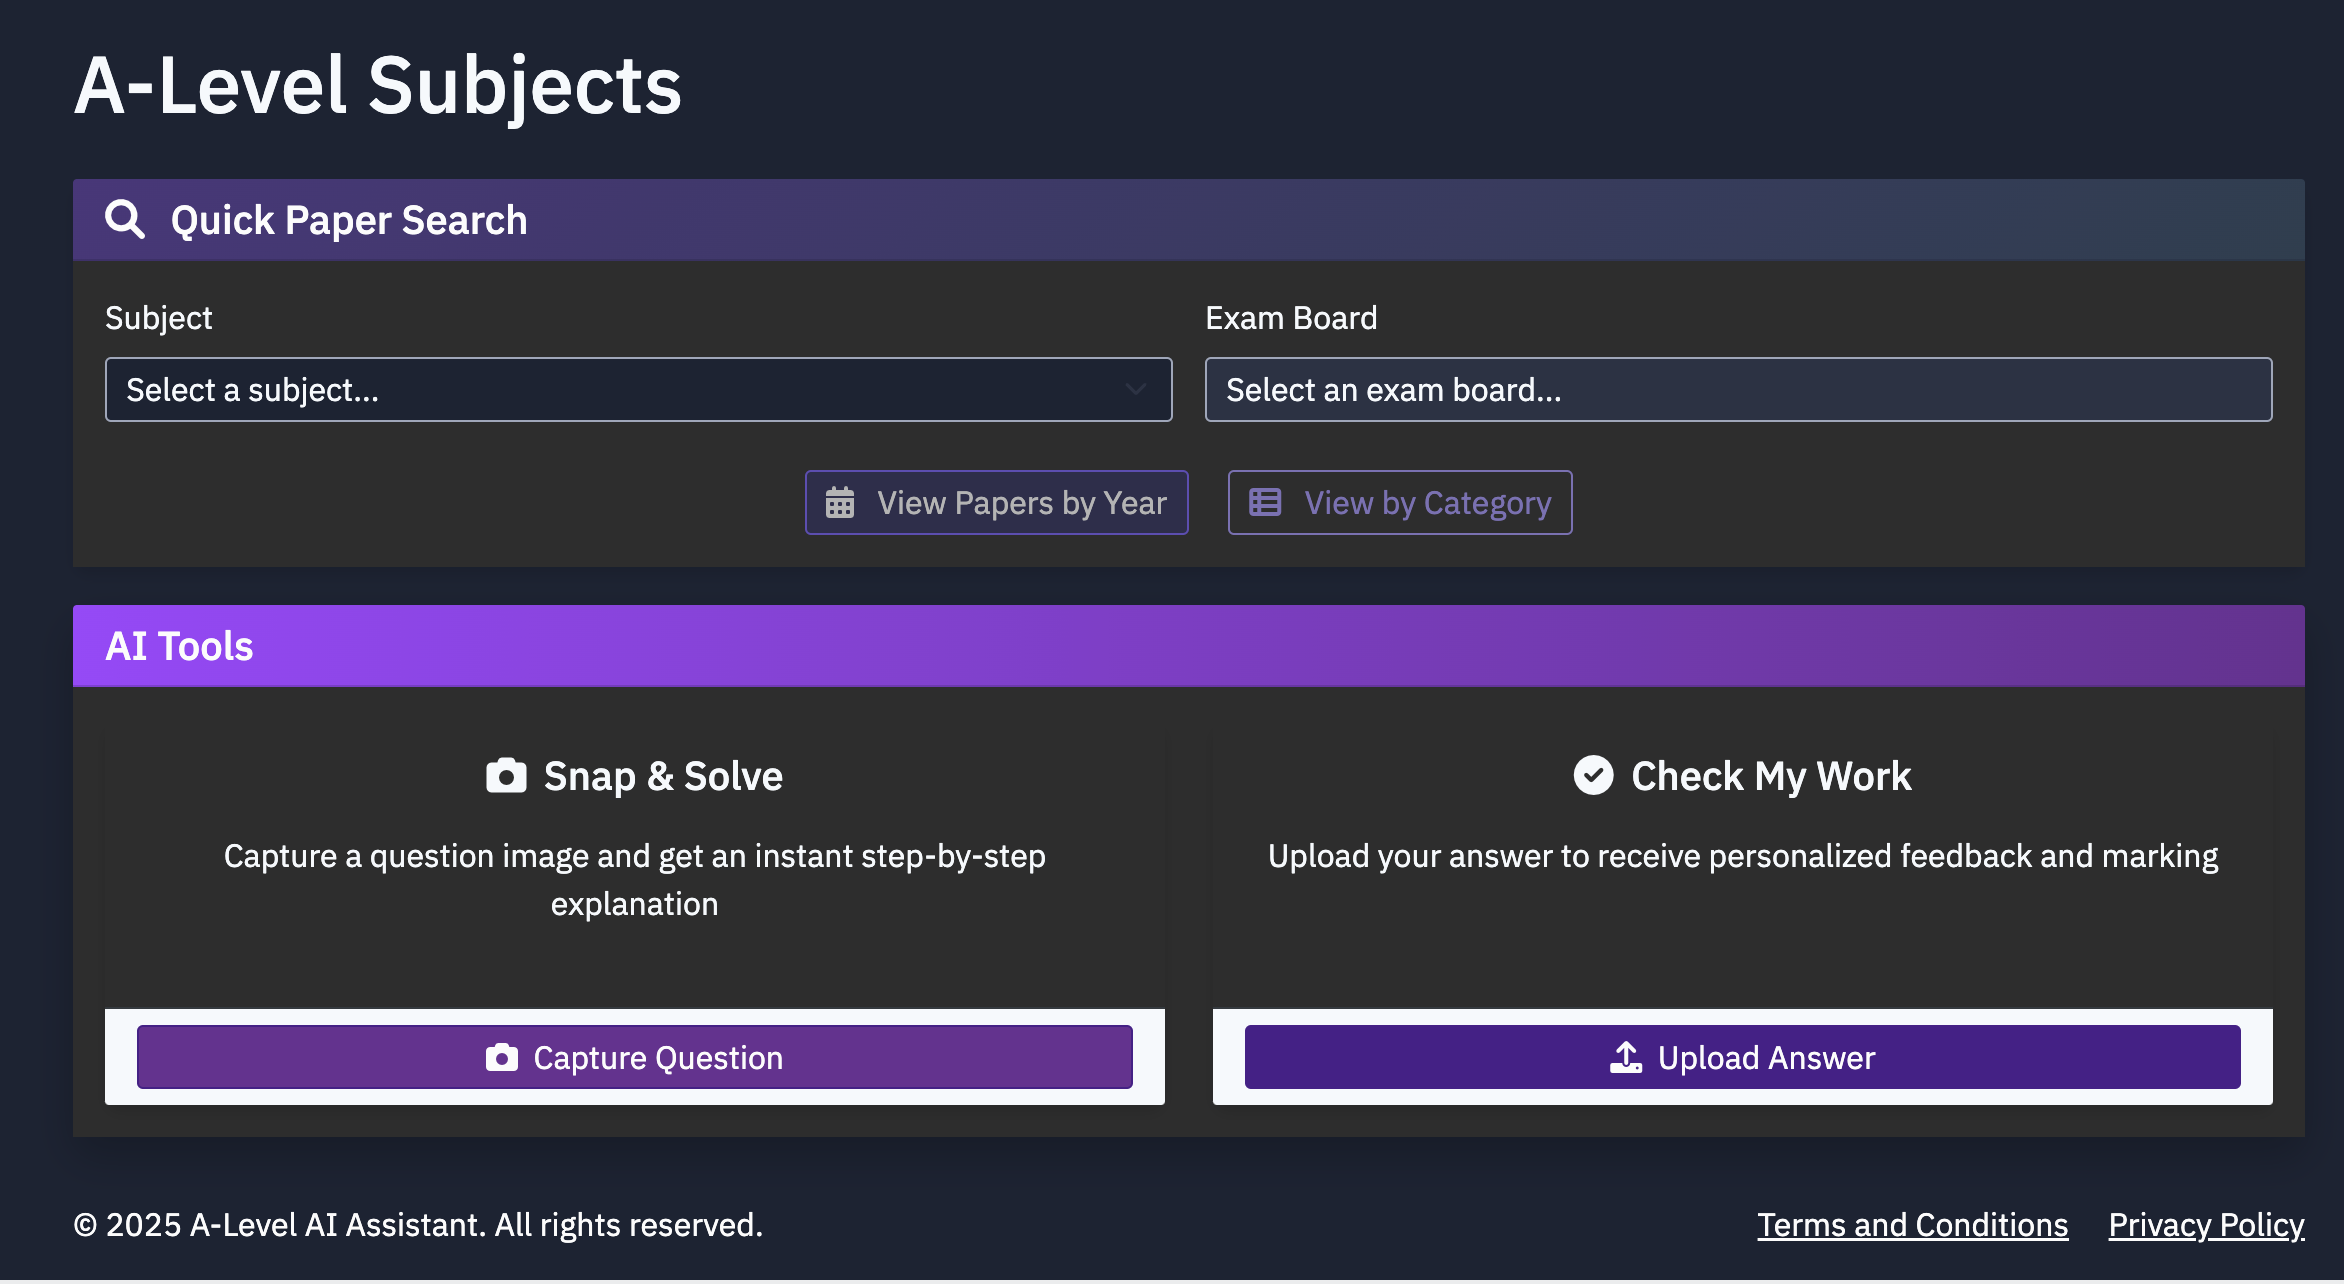 A-Level Subjects
Quick Paper Search
Subject
Exam Board
Select a subject...
Select an exam board...
View Papers by Year
View by Category
AI Tools
Snap & Solve
Capture a question image and get an instant step-by-step
explanation
Check My Work
Upload your answer to receive personalized feedback and marking
Capture Question
Upload Answer
© 2025 A-Level AI Assistant. All rights reserved.
Terms and Conditions
Privacy Policy